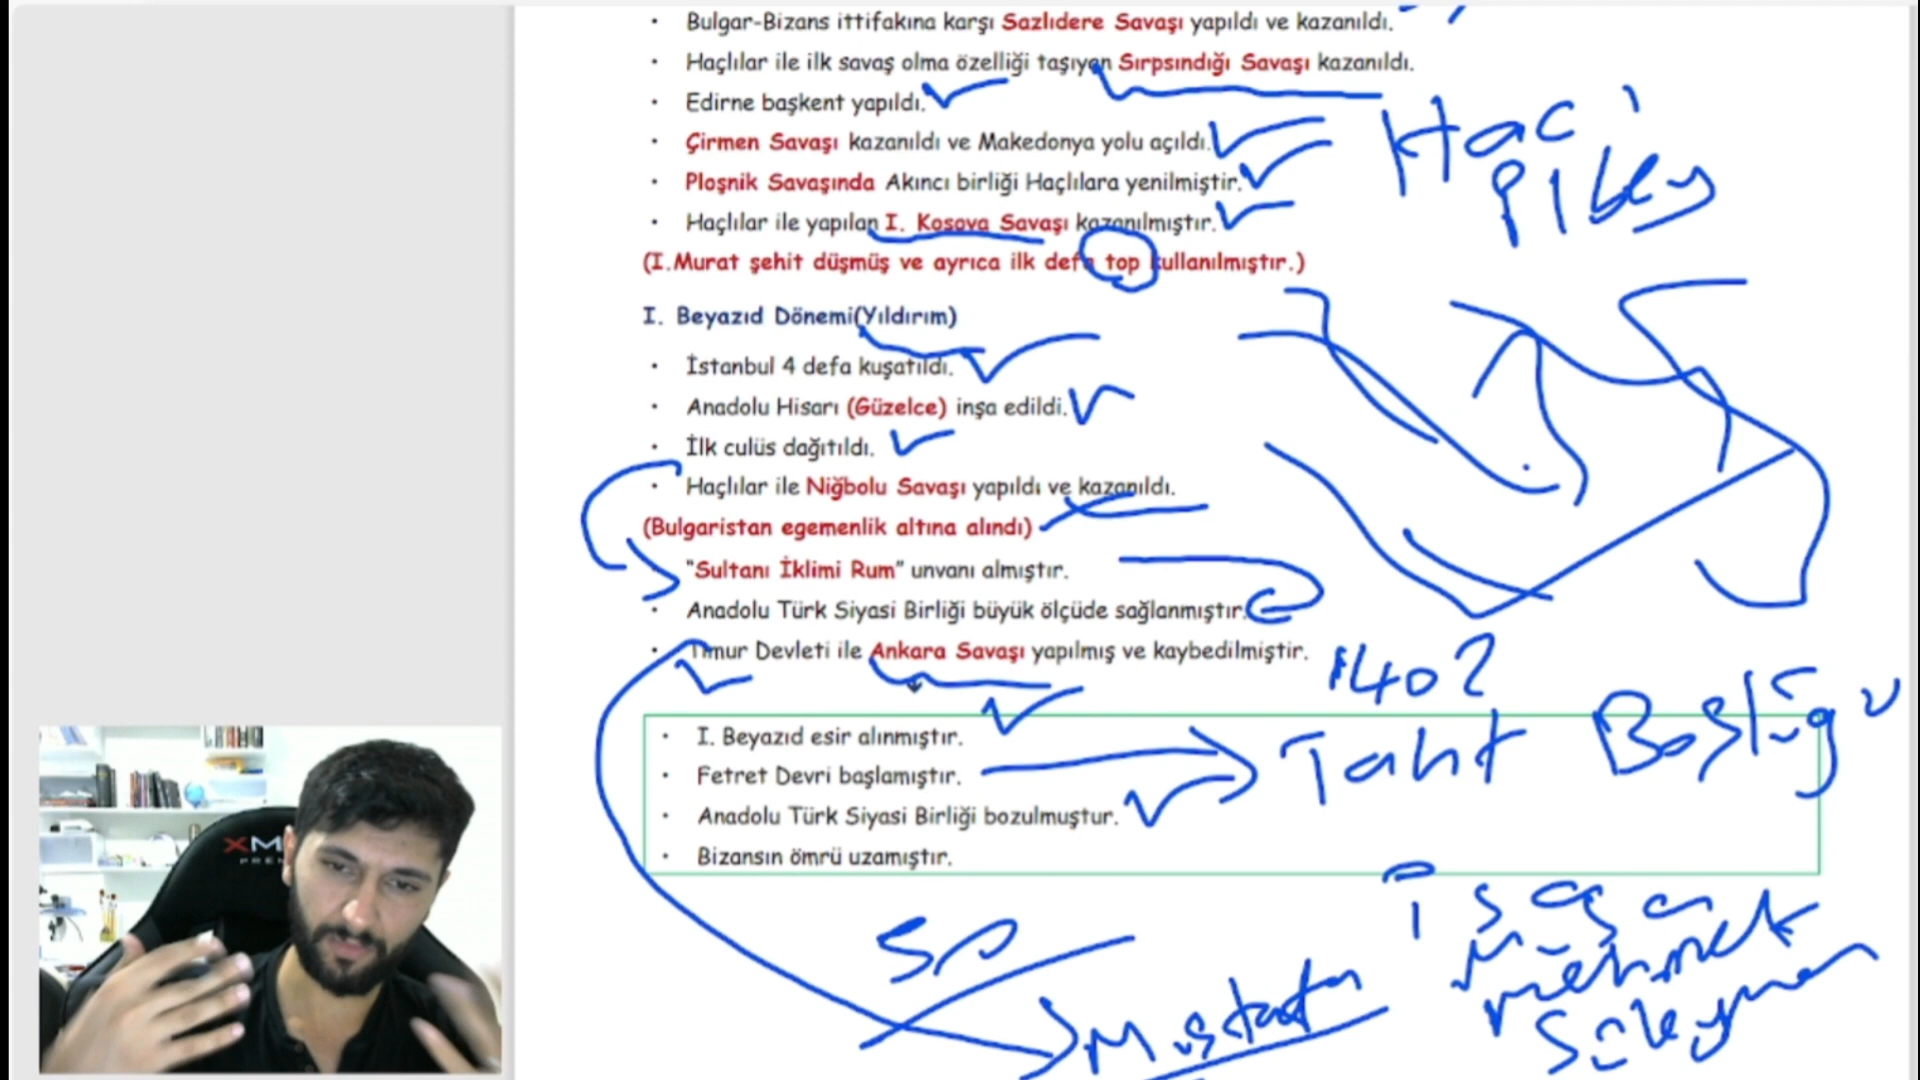 • Bulgar-Bizans ittifakına karşı Sazlıdere Savaşı yapıldı ve kazanıldı.
• Haçlılar ile ilk savaş olma özelliği taşıyan Sırpsındığı Savaşı kazanıldı.
• Edirne başkent yapıldı.
• Çirmen Savaşı kazanıldı ve Makedonya yolu açıldı.
• Ploşnik Savaşında Akıncı birliği Haçlılara yenilmiştir.
• Haçlılar ile yapılan I. Kosova Savaşı kazanılmıştır.
(I.Murat şehit düşmüş ve ayrıca ilk defa top kullanılmıştır.)
Hacı
İlbey
I. Beyazıd Dönemi(Yıldırım)
• İstanbul 4 defa kuşatıldı.
• Anadolu Hisarı (Güzelce) inşa edildi.
• İlk culüs dağıtıldı.
• Haçlılar ile Niğbolu Savaşı yapıldı ve kazanıldı.
(Bulgaristan egemenlik altına alındı)
"Sultanı İklimi Rum" unvanı almıştır.
• Anadolu Türk Siyasi Birliği büyük ölçüde sağlanmıştır.
• Timur Devleti ile Ankara Savaşı yapılmış ve kaybedilmiştir.
1402
• I. Beyazıd esir alınmıştır.
• Fetret Devri başlamıştır.
Taht Boşluğu
• Anadolu Türk Siyasi Birliği bozulmuştur.
• Bizansın ömrü uzamıştır.
İsa
Mehmet
Süleyman
Mustafa
XM